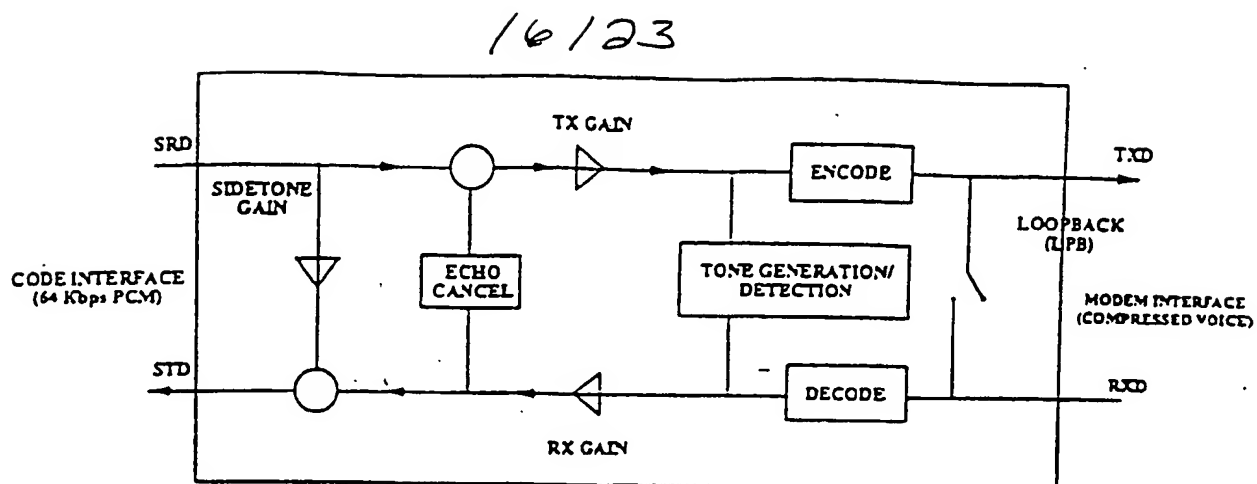 16/23
TX GAIN
SRD
TXD
ENCODE
SIDETONE
GAIN
LOOPBACK
(LPB)
ECHO
CANCEL
TONE GENERATION/
DETECTION
CODE INTERFACE
(64 Kbps PCM)
MODEM INTERFACE
(COMPRESSED VOICE)
STD
DECODE
RXD
RX GAIN